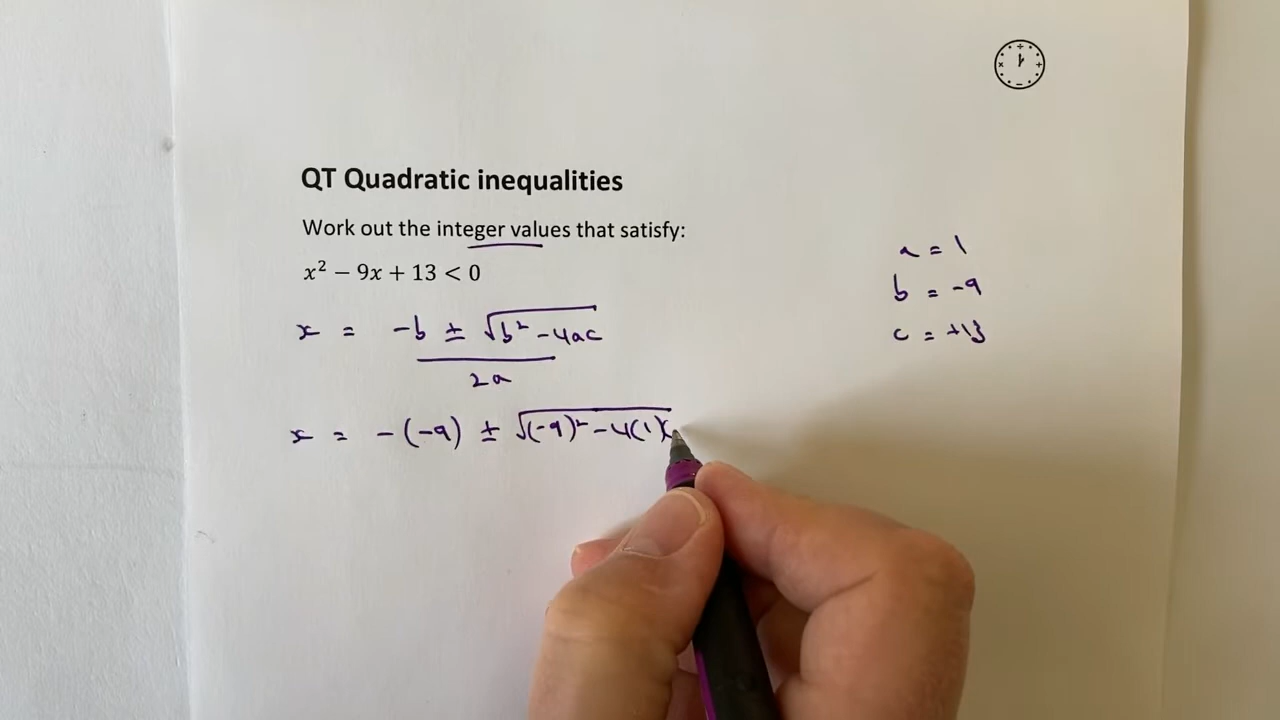 QT Quadratic inequalities
Work out the integer values that satisfy:
x² − 9x + 13 < 0
x = -b ± √b² - 4ac
2a
x = -(-9) ± √(-9)² - 4(1)(
a = 1
b = -9
c = +13